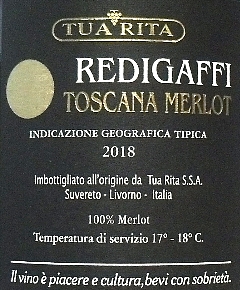 TUA RITA
REDIGAFFI
TOSCANA MERLOT
INDICAZIONE GEOGRAFICA TIPICA
2018
Imbottigliato all'origine da Tua Rita S.S.A.
Suvereto - Livorno - Italia
100% Merlot
Temperatura di servizio 17° - 18° C.
Il vino è piacere e cultura, bevi con sobrietà.